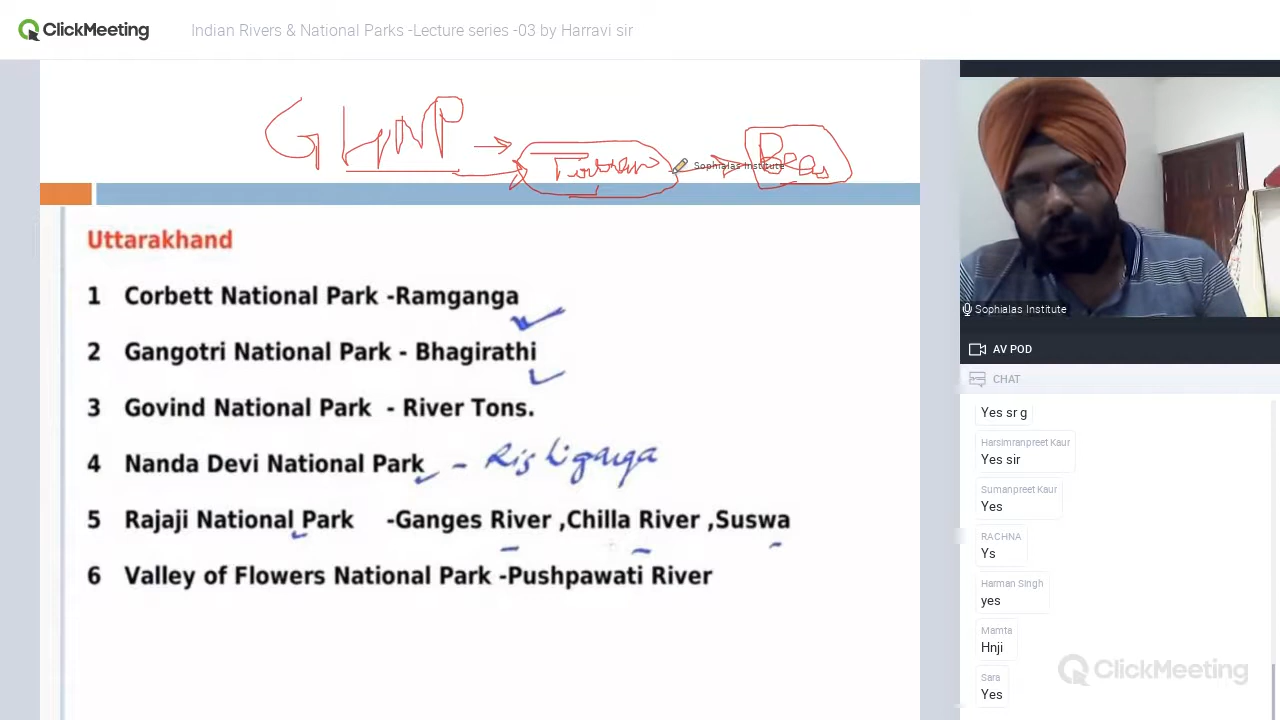 ClickMeeting Indian Rivers & National Parks -Lecture series -03 by Harravi sir
GHNP
Tirthan
Beas
Sophialas Institute
Uttarakhand
1 Corbett National Park -Ramganga
2 Gangotri National Park - Bhagirathi
3 Govind National Park - River Tons.
4 Nanda Devi National Park - Rishiganga
5 Rajaji National Park -Ganges River ,Chilla River ,Suswa
6 Valley of Flowers National Park -Pushpawati River
Sophialas Institute
AV POD
CHAT
Yes sr g
Harsimranpreet Kaur
Yes sir
Sumanpreet Kaur
Yes
RACHNA
Ys
Harman Singh
yes
Mamta
Hnji
Sara
Yes
ClickMeeting